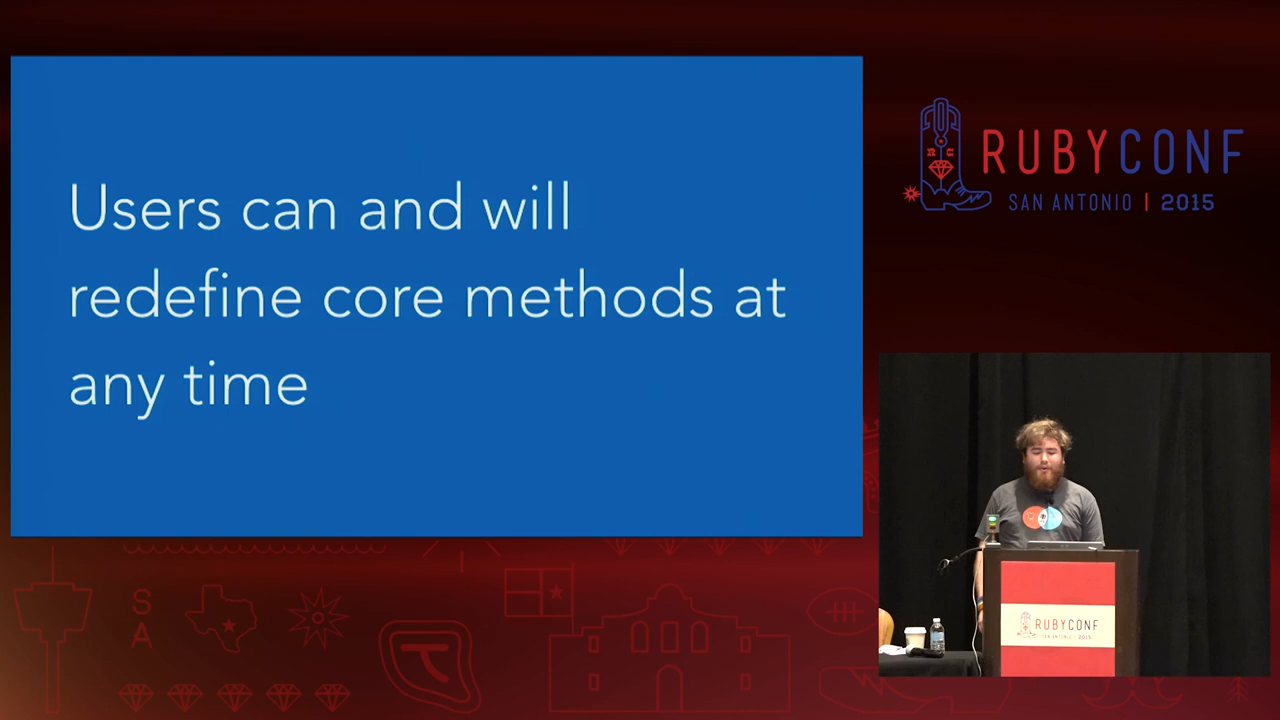 Users can and will
redefine core methods at
any time
RUBYCONF
SAN ANTONIO | 2015
S
A
RUBYCONF
SAN ANTONIO | 2015